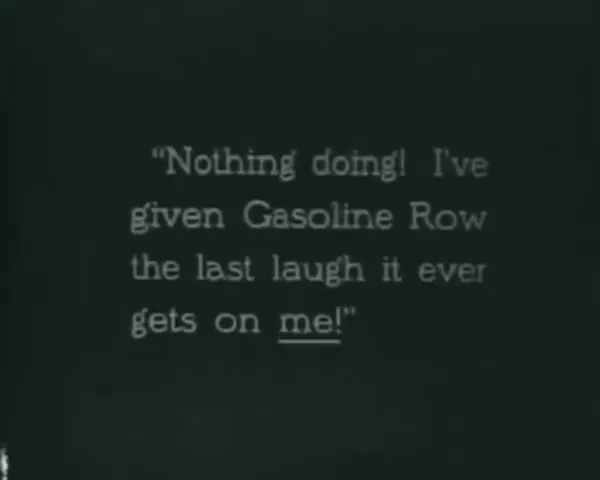 “Nothing doing! I've
given Gasoline Row
the last laugh it ever
gets on me!”